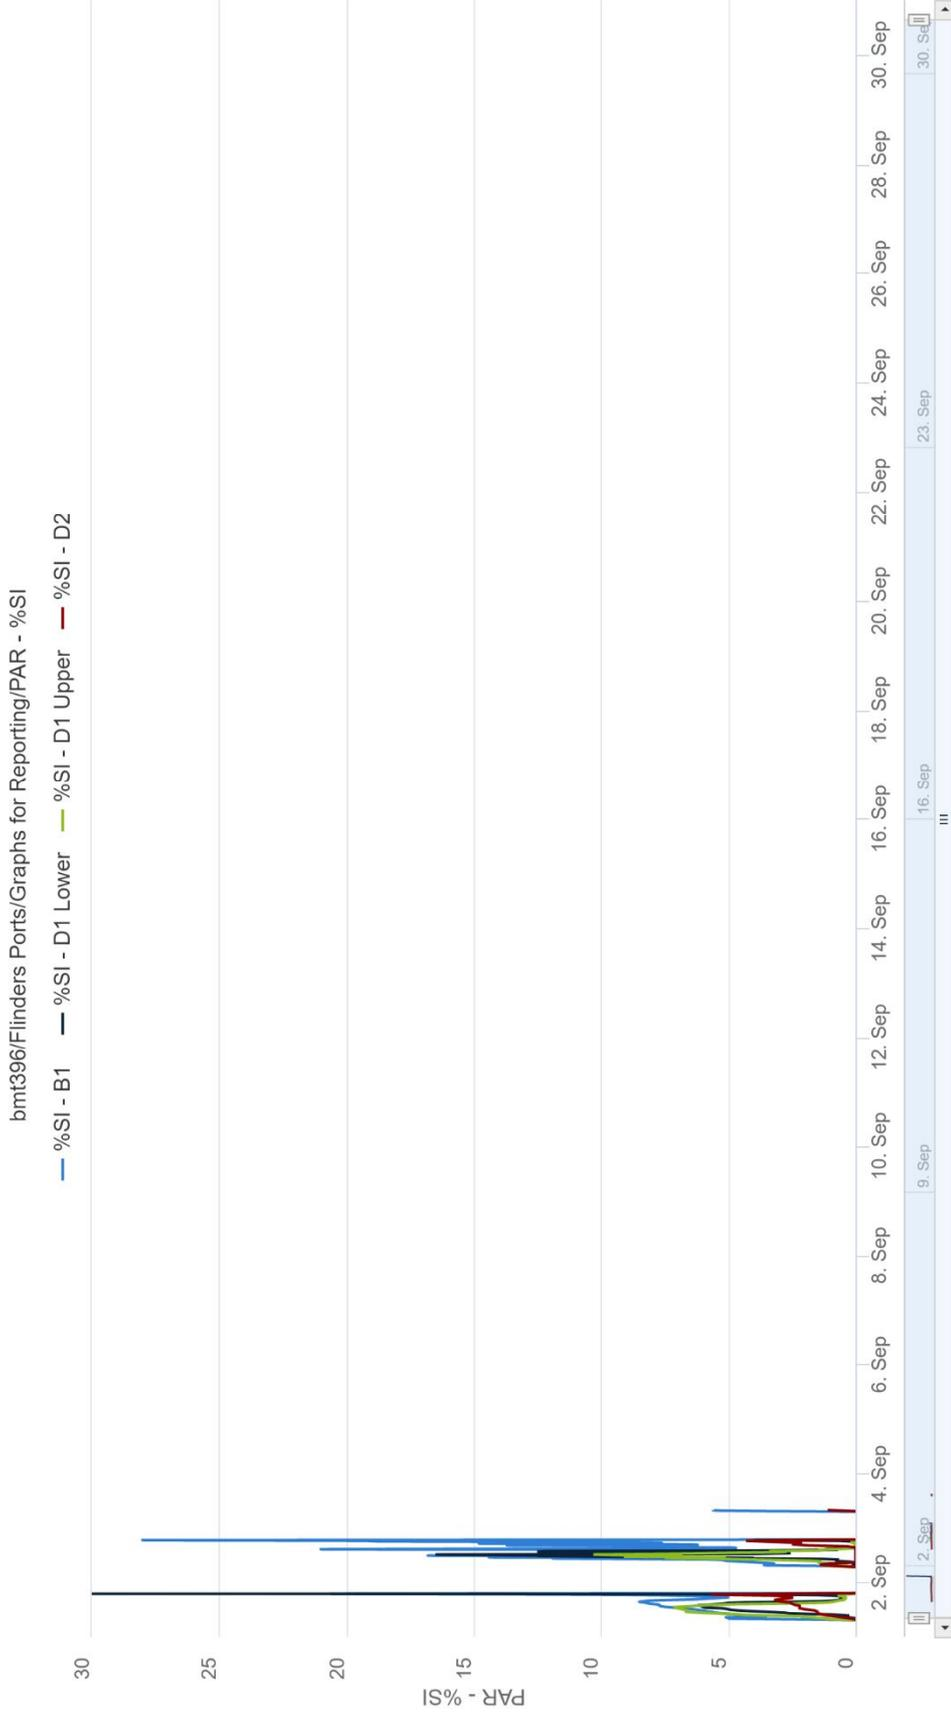 bmt396/Flinders Ports/Graphs for Reporting/PAR - %SI
%SI - B1 %SI - D1 Lower %SI - D1 Upper %SI - D2
30
25
20
15
10
5
0
PAR - %SI
2. Sep 4. Sep 6. Sep 8. Sep 10. Sep 12. Sep 14. Sep 16. Sep 18. Sep 20. Sep 22. Sep 24. Sep 26. Sep 28. Sep 30. Sep
2. Sep 9. Sep 16. Sep 23. Sep 30. Se